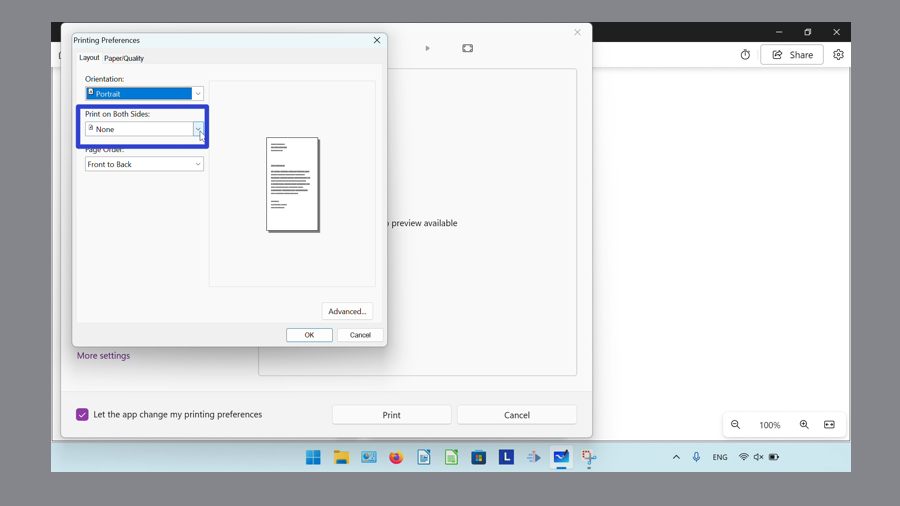 Printing Preferences
Layout Paper/Quality
Share
Orientation:
Portrait
Print on Both Sides:
None
Page Order:
Front to Back
preview available
Advanced...
OK Cancel
More settings
Let the app change my printing preferences
Print Cancel
100%
L
ENG